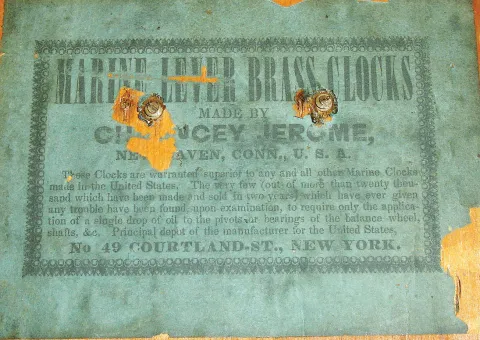 MARINE LEVER BRASS CLOCKS
MADE BY
CHAUNCEY JEROME,
NEW HAVEN, CONN., U. S. A.
These Clocks are warranted superior to any and all other Marine Clocks
made in the United States. The very few (out of more than twenty thou-
sand which have been made and sold in two years) which have ever given
any trouble have been found, upon examination, to require only the applica-
tion of a single drop of oil to the pivots or bearings of the balance wheel,
shafts, &c. Principal depot of the manufacturer for the United States,
No 49 COURTLAND-ST., NEW YORK.